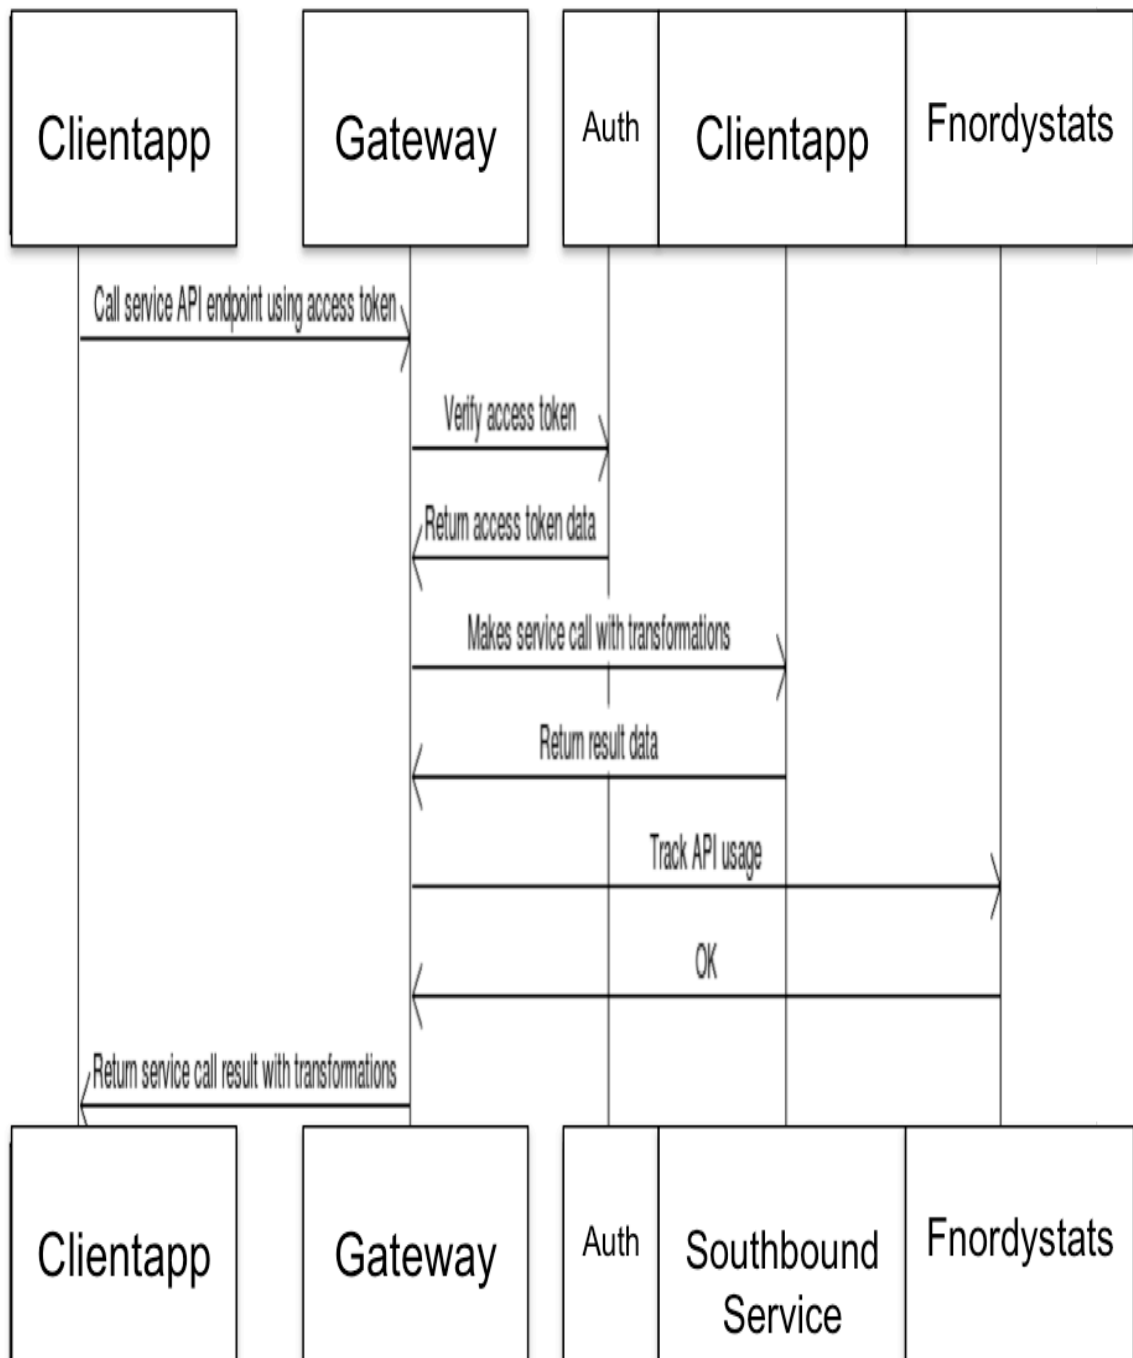 Clientapp
Gateway
Auth
Clientapp
Fnordystats
Call service API endpoint using access token
Verify access token
Return access token data
Makes service call with transformations
Return result data
Track API usage
OK
Return service call result with transformations
Clientapp
Gateway
Auth
Southbound
Service
Fnordystats